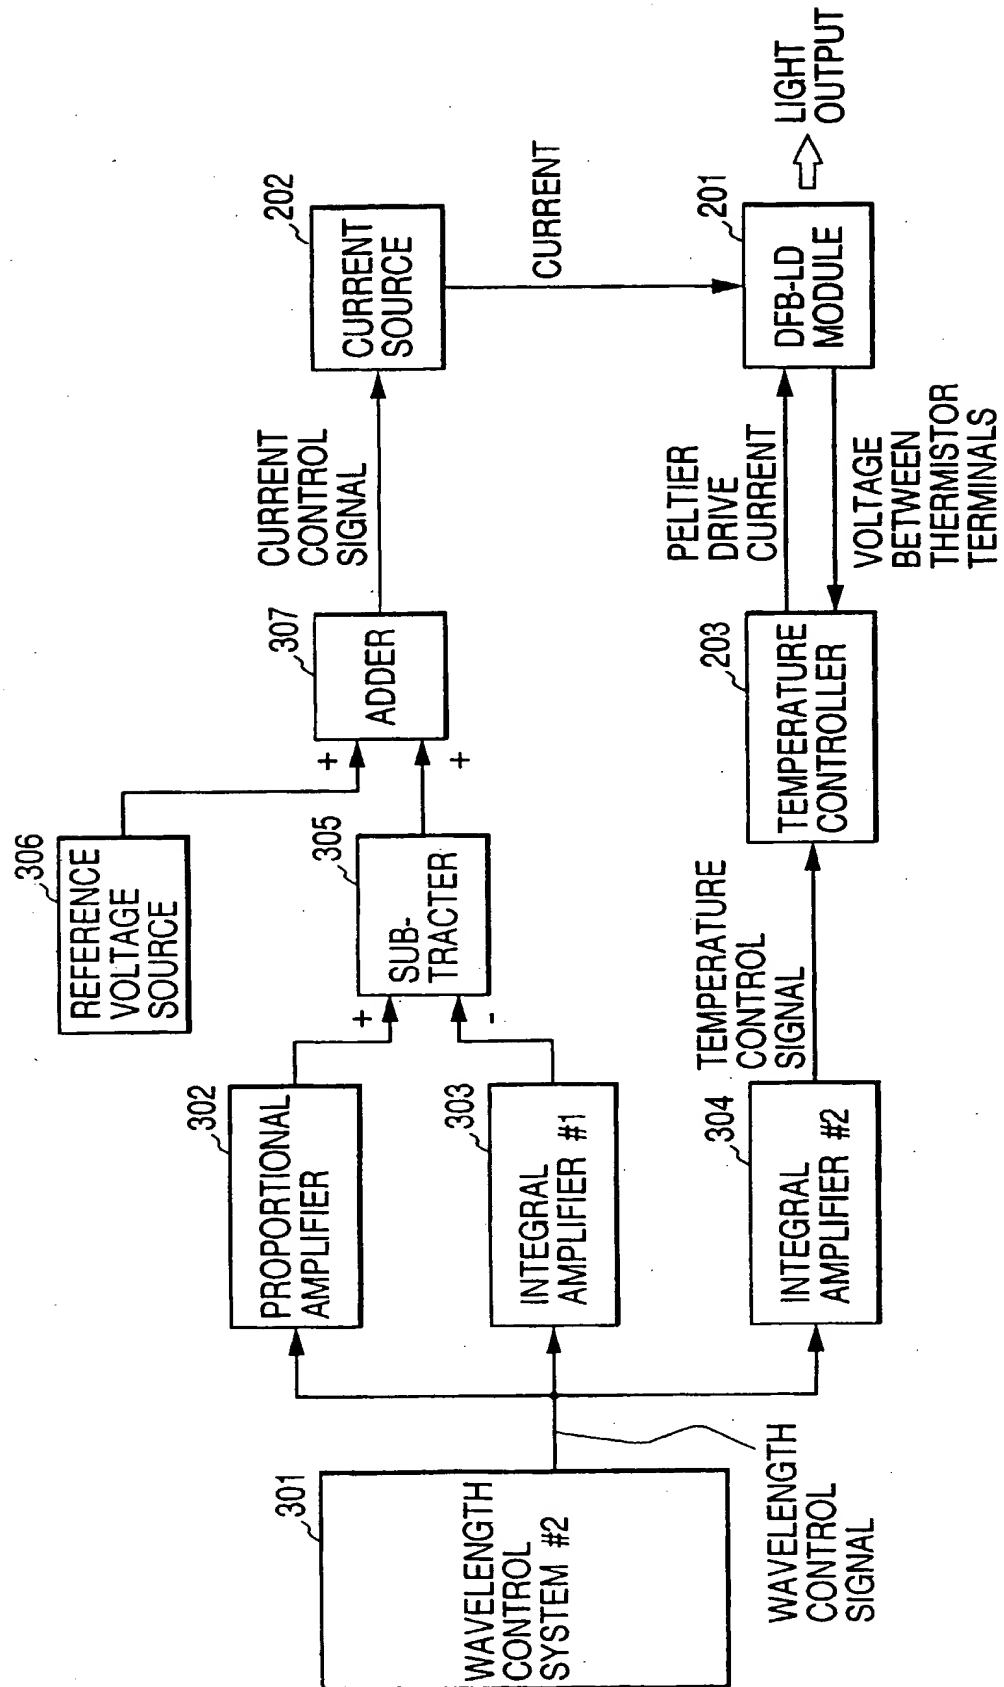 301
WAVELENGTH
CONTROL
SYSTEM #2
WAVELENGTH
CONTROL
SIGNAL
302
PROPORTIONAL
AMPLIFIER
303
INTEGRAL
AMPLIFIER #1
304
INTEGRAL
AMPLIFIER #2
306
REFERENCE
VOLTAGE
SOURCE
+
-
305
SUB-
TRACTER
TEMPERATURE
CONTROL
SIGNAL
+
+
307
ADDER
203
TEMPERATURE
CONTROLLER
CURRENT
CONTROL
SIGNAL
PELTIER
DRIVE
CURRENT
VOLTAGE
BETWEEN
THERMISTOR
TERMINALS
202
CURRENT
SOURCE
CURRENT
201
DFB-LD
MODULE
LIGHT
OUTPUT